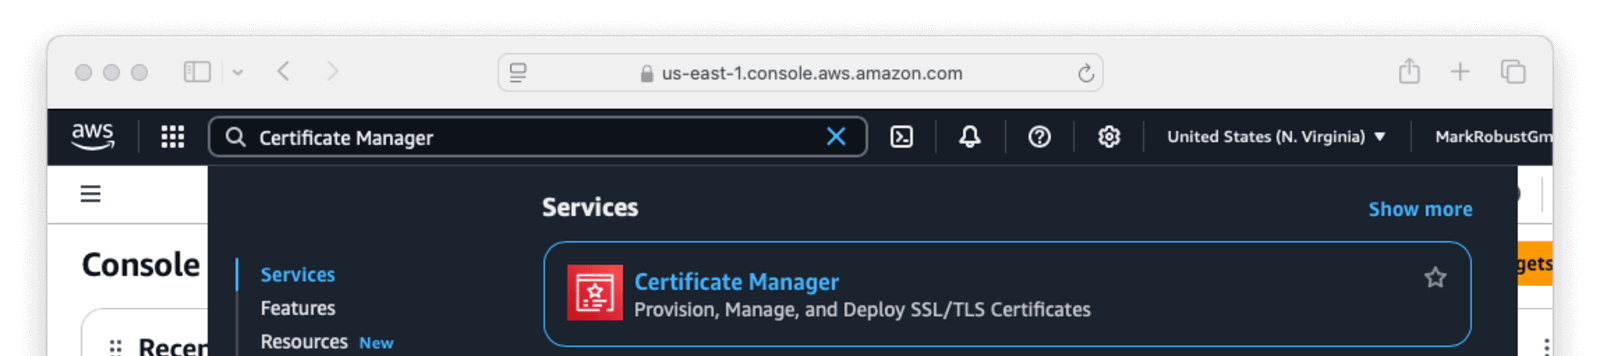 us-east-1.console.aws.amazon.com
aws
Certificate Manager
United States (N. Virginia)
MarkRobustGm
Services
Show more
Console
Services
Certificate Manager
gets
Features
Provision, Manage, and Deploy SSL/TLS Certificates
Resources New
Recen